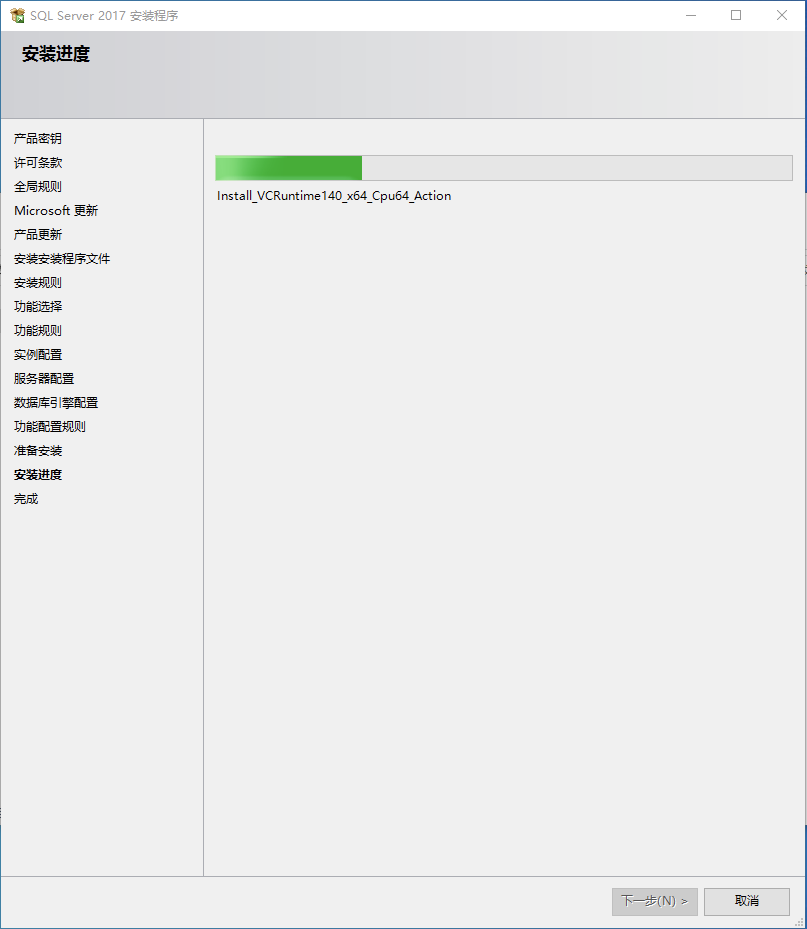 SQL Server 2017 安装程序
安装进度
产品密钥
许可条款
全局规则
Microsoft 更新
产品更新
安装安装程序文件
安装规则
功能选择
功能规则
实例配置
服务器配置
数据库引擎配置
功能配置规则
准备安装
安装进度
完成
Install_VCRuntime140_x64_Cpu64_Action
下一步(N) >
取消